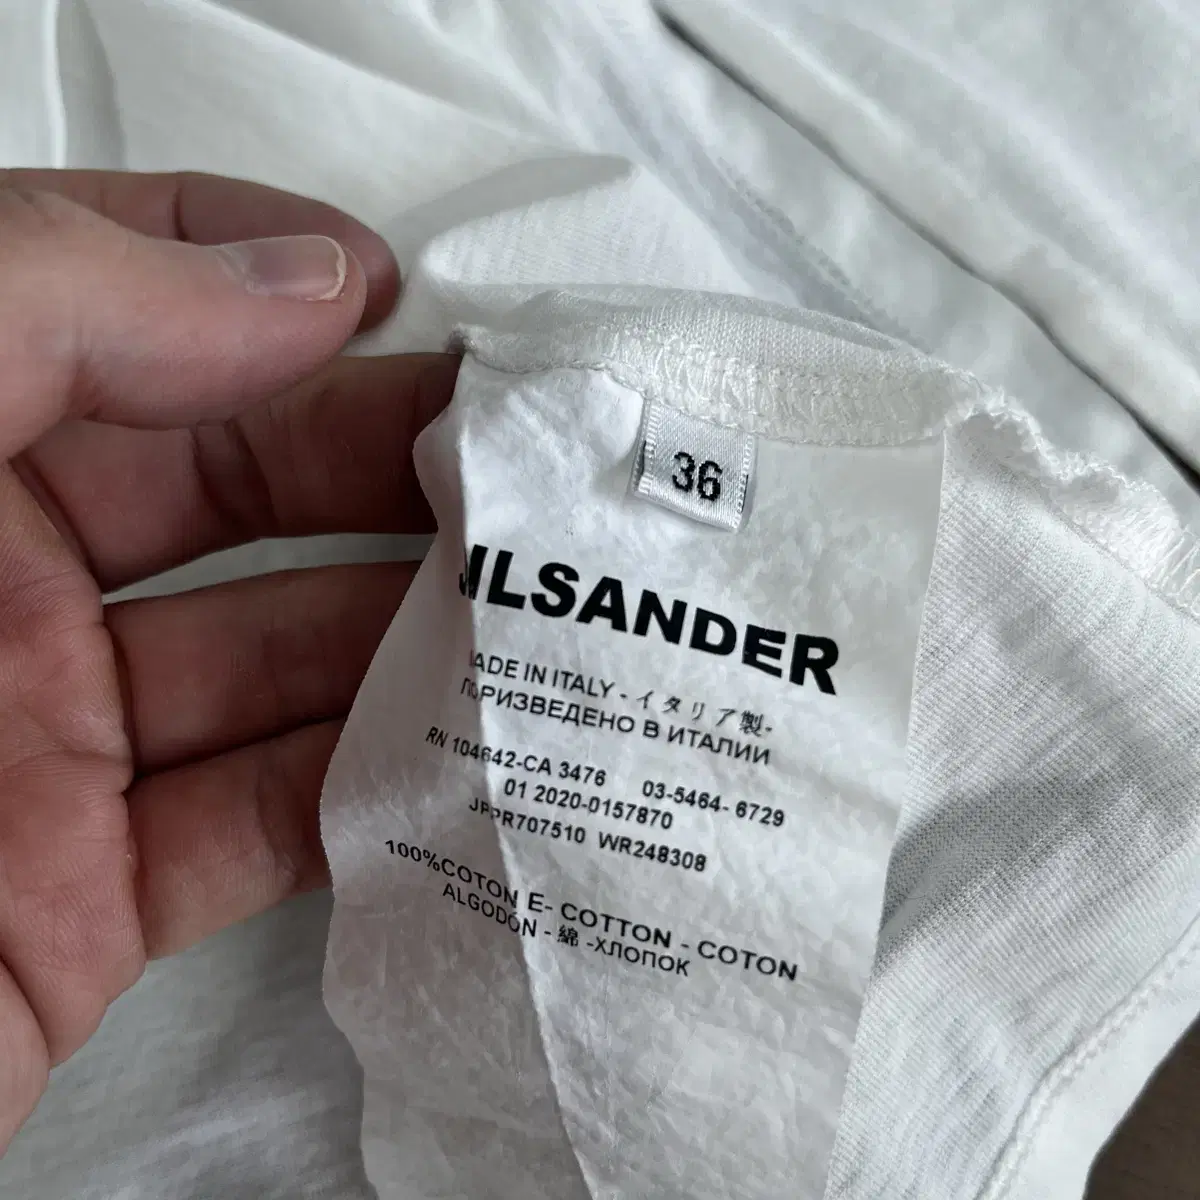 36
JILSANDER
MADE IN ITALY - イタリア製-
ПОРИЗВЕДЕНО В ИТАЛИИ
RN 104642-CA 3476 03-5464- 6729
01 2020-0157870
JPPR707510 WR248308
100%COTON E- COTTON - COTON
ALGODÓN - 綿 -ХЛОПОК